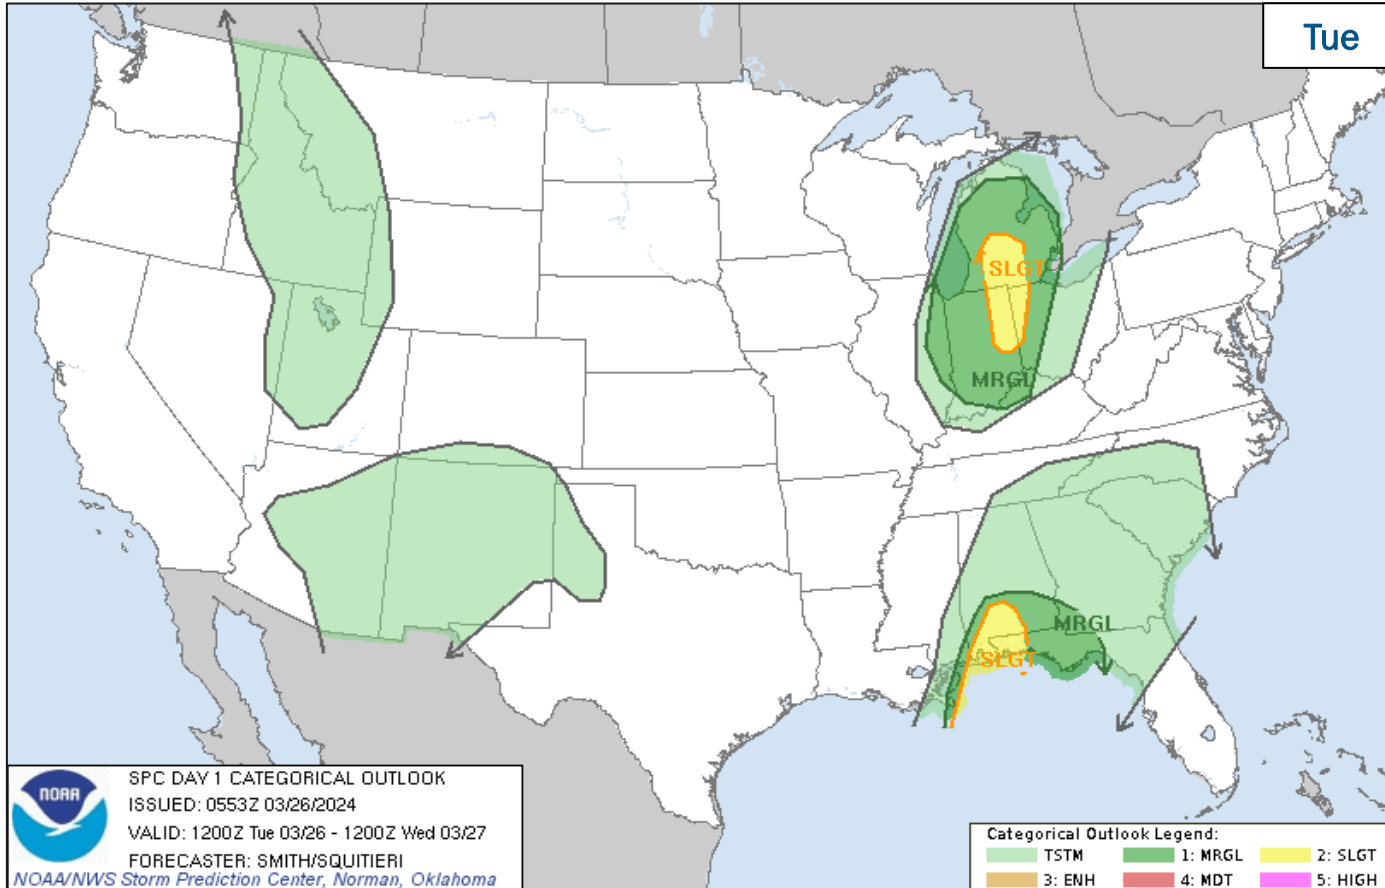 Tue
SLGT
MRGL
MRGL
SLGT
NOAA
SPC DAY 1 CATEGORICAL OUTLOOK
ISSUED: 0553Z 03/26/2024
VALID: 1200Z Tue 03/26 - 1200Z Wed 03/27
FORECASTER: SMITH/SQUITIERI
NOAA/NWS Storm Prediction Center, Norman, Oklahoma
Categorical Outlook Legend:
TSTM 1: MRGL 2: SLGT
3: ENH 4: MDT 5: HIGH